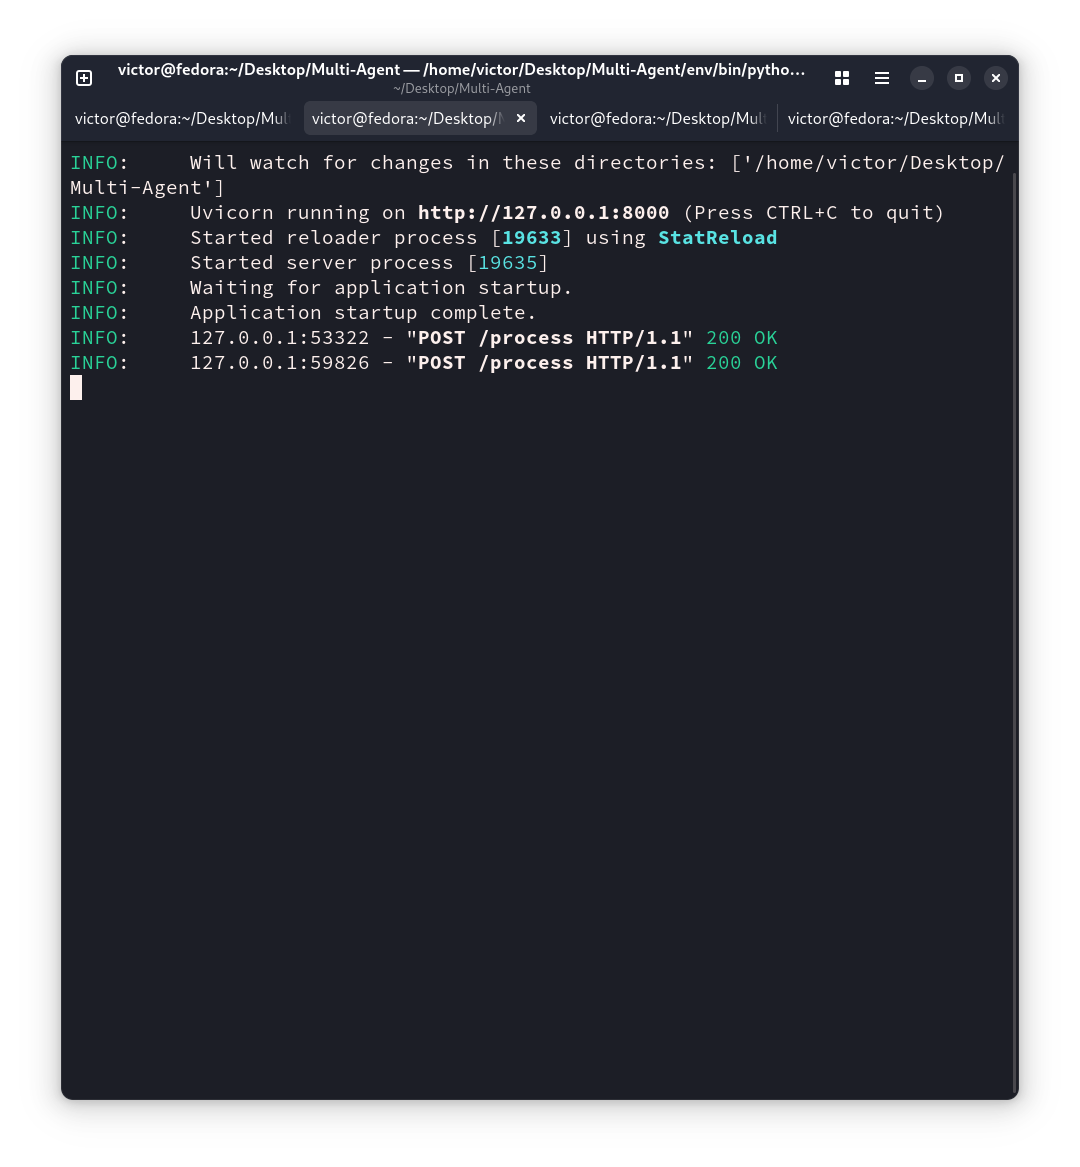 victor@fedora:~/Desktop/Multi-Agent — /home/victor/Desktop/Multi-Agent/env/bin/pytho…
~/Desktop/Multi-Agent
victor@fedora:~/Desktop/Mul victor@fedora:~/Desktop/ victor@fedora:~/Desktop/Mul victor@fedora:~/Desktop/Mul
INFO:     Will watch for changes in these directories: ['/home/victor/Desktop/
Multi-Agent']
INFO:     Uvicorn running on http://127.0.0.1:8000 (Press CTRL+C to quit)
INFO:     Started reloader process [19633] using StatReload
INFO:     Started server process [19635]
INFO:     Waiting for application startup.
INFO:     Application startup complete.
INFO:     127.0.0.1:53322 - "POST /process HTTP/1.1" 200 OK
INFO:     127.0.0.1:59826 - "POST /process HTTP/1.1" 200 OK